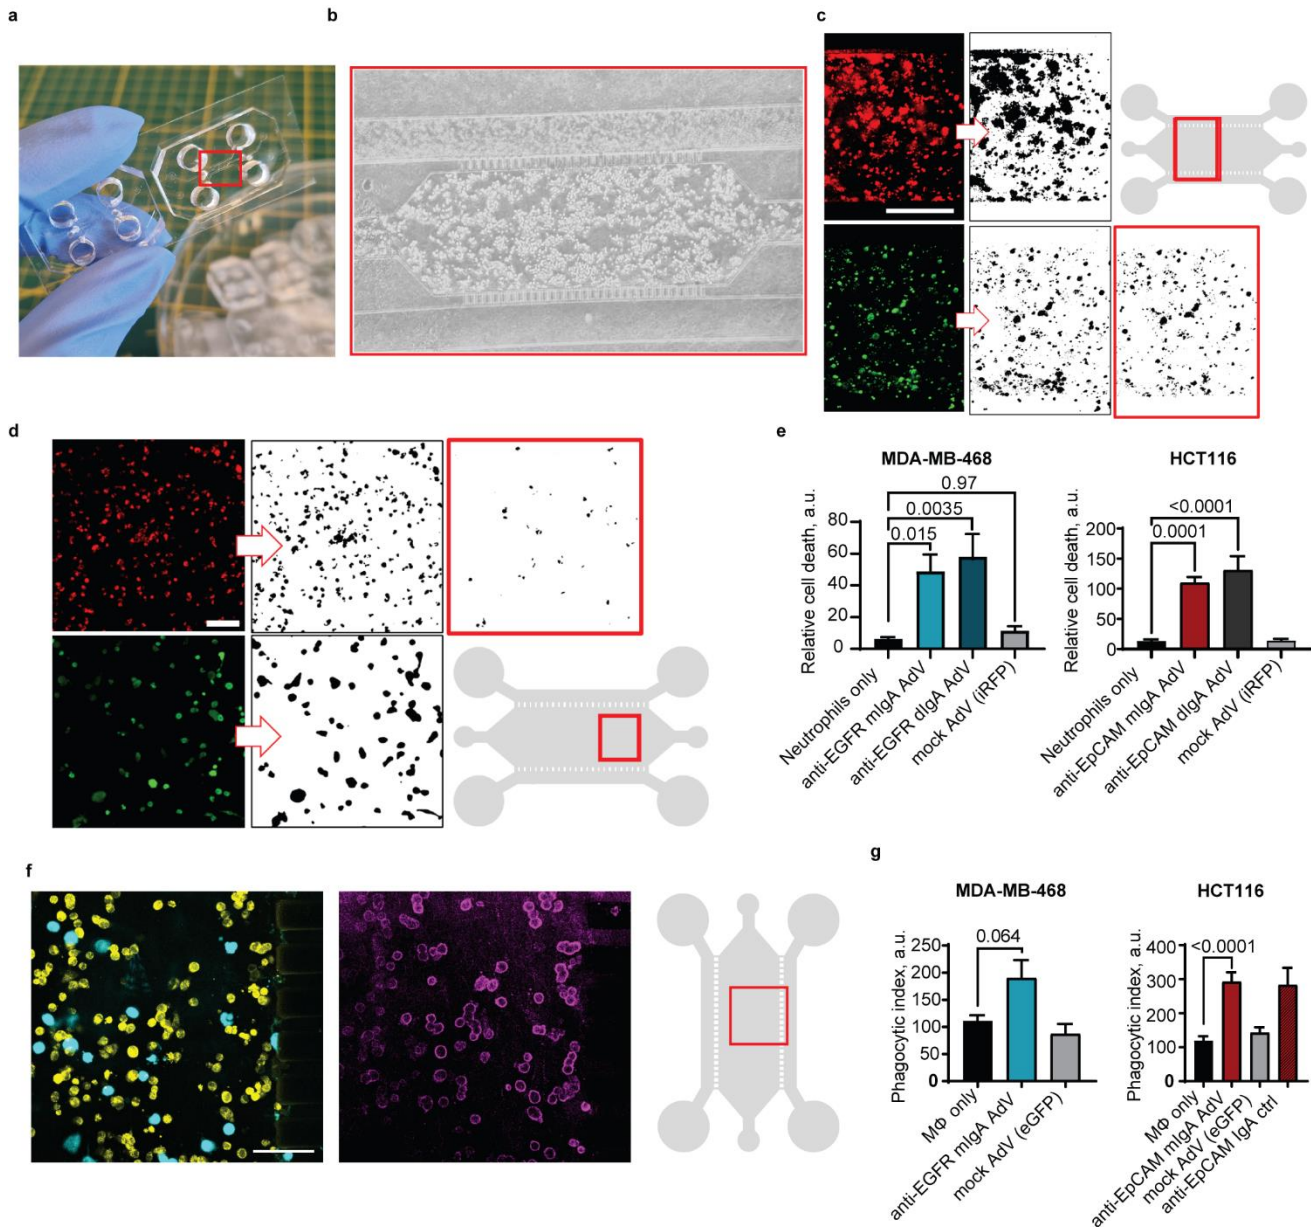 a
b
c
d
e
MDA-MB-468
Relative cell death, a.u.
80
60
40
20
0
0.97
0.0035
0.015
Neutrophils only
anti-EGFR mIgA AdV
anti-EGFR dIgA AdV
mock AdV (iRFP)
HCT116
Relative cell death, a.u.
200
150
100
50
0
<0.0001
0.0001
Neutrophils only
anti-EpCAM mIgA AdV
anti-EpCAM dIgA AdV
mock AdV (iRFP)
f
g
MDA-MB-468
Phagocytic index, a.u.
250
200
150
100
50
0
0.064
MΦ only
anti-EGFR mIgA AdV
mock AdV (eGFP)
HCT116
Phagocytic index, a.u.
400
300
200
100
0
<0.0001
MΦ only
anti-EpCAM mIgA AdV
mock AdV (eGFP)
anti-EpCAM IgA ctrl